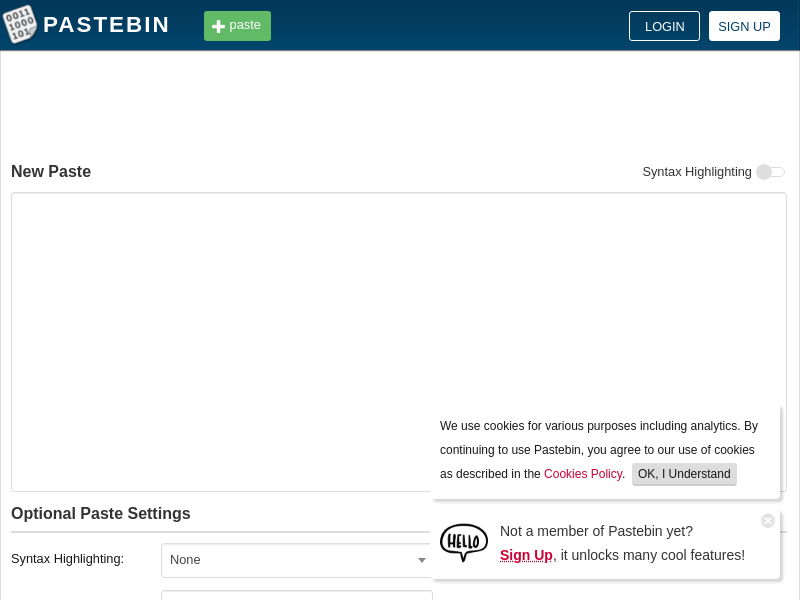 0011
1000
101
PASTEBIN
paste
LOGIN
SIGN UP
New Paste
Syntax Highlighting
We use cookies for various purposes including analytics. By
continuing to use Pastebin, you agree to our use of cookies
as described in the Cookies Policy. OK, I Understand
Optional Paste Settings
HELLO
Not a member of Pastebin yet?
Sign Up, it unlocks many cool features!
Syntax Highlighting:
None